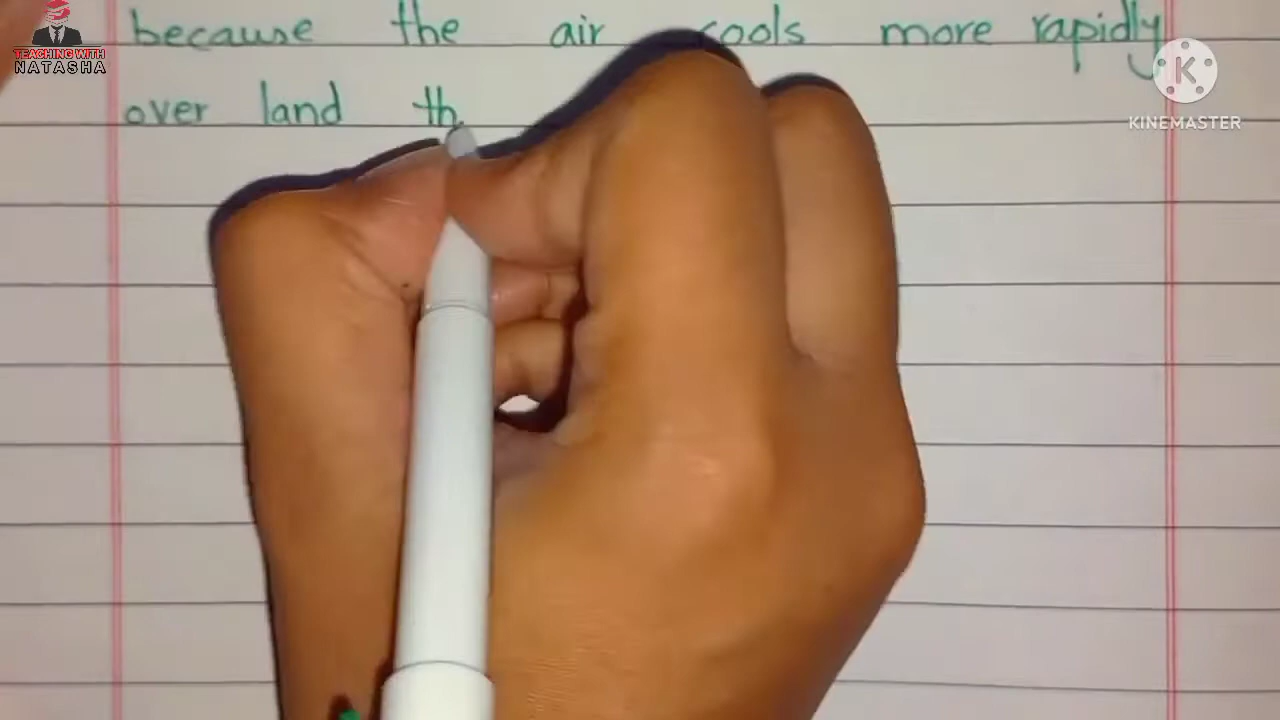 because the air cools more rapidly
over land th
TEACHING WITH
NATASHA
KINEMASTER